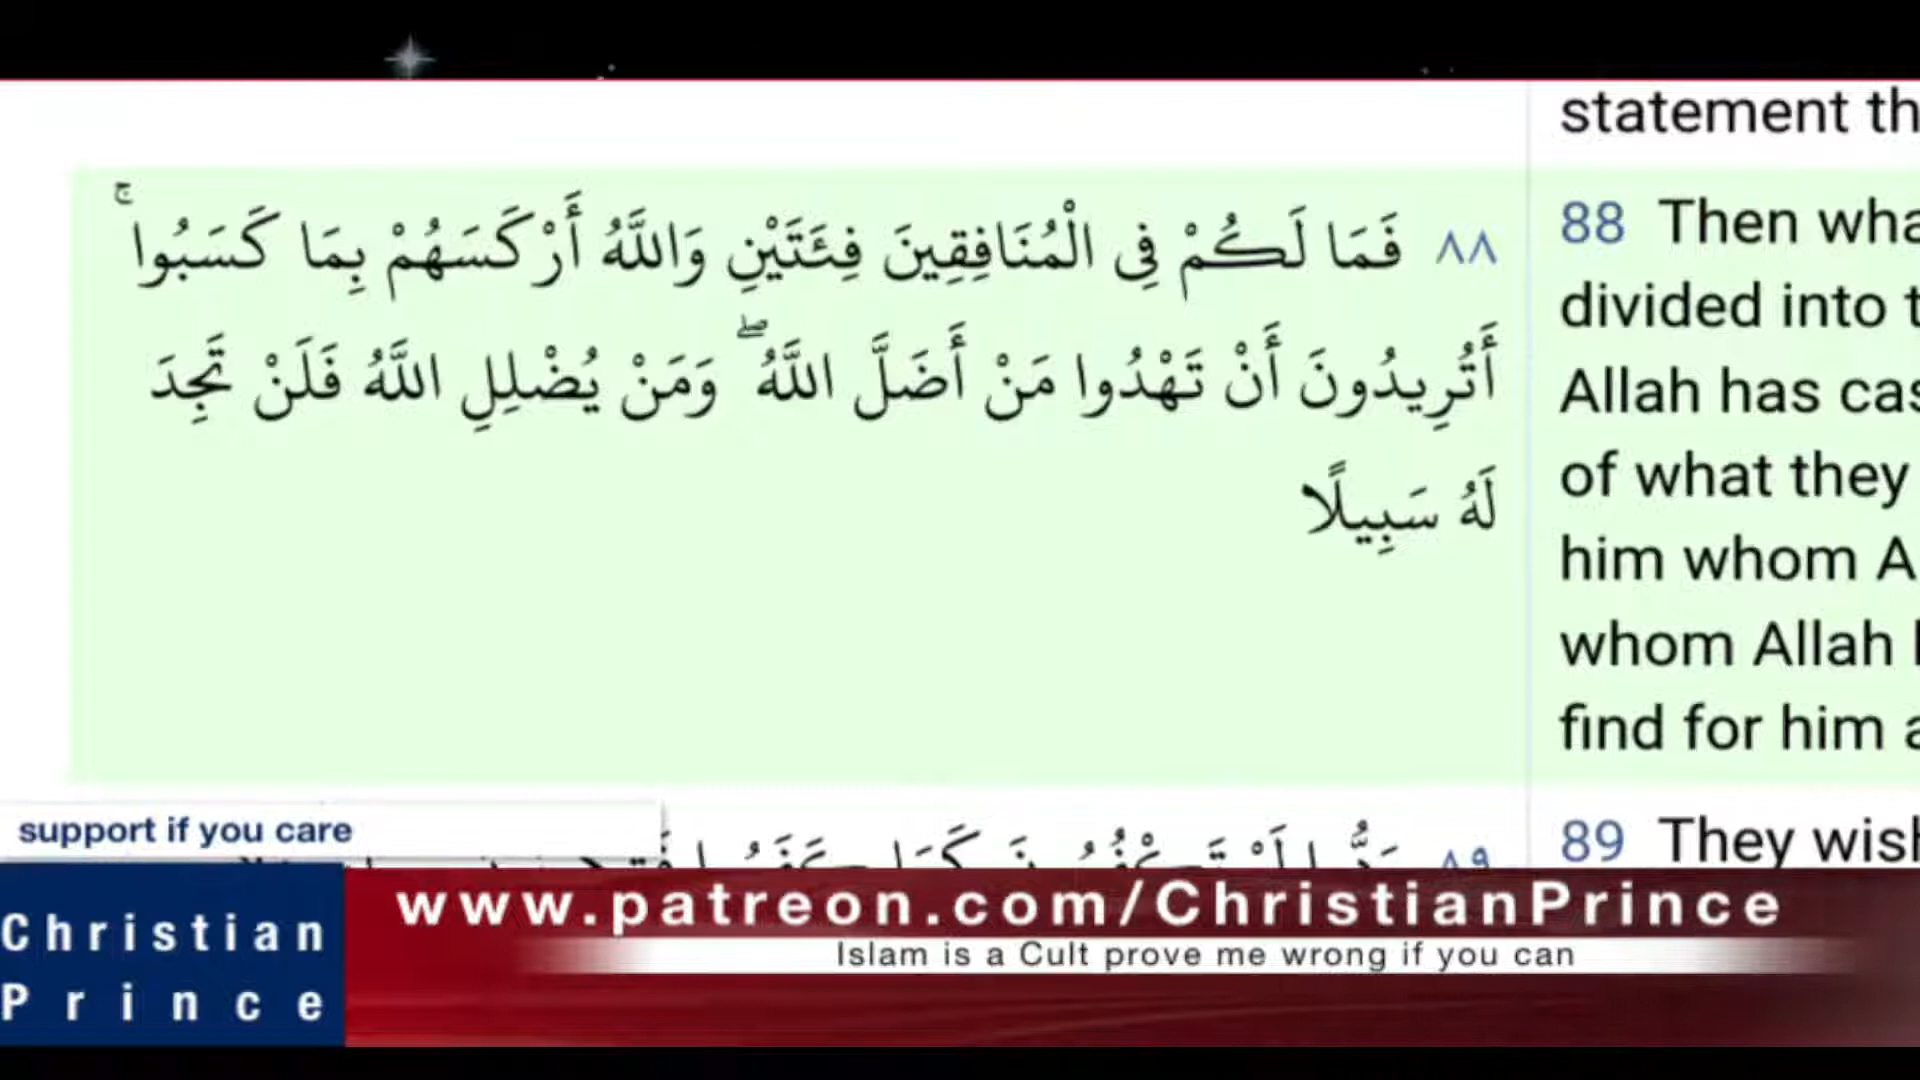 statement th
٨٨ فَمَا لَكُمْ فِى الْمُنَافِقِينَ فِئَتَيْنِ وَاللَّهُ أَرْكَسَهُمْ بِمَا كَسَبُوا ۚ
أَتُرِيدُونَ أَنْ تَهْدُوا مَنْ أَضَلَّ اللَّهُ ۖ وَمَنْ يُضْلِلِ اللَّهُ فَلَنْ تَجِدَ
لَهُ سَبِيلًا
88 Then wha
divided into t
Allah has cas
of what they
him whom A
whom Allah
find for him a
89 They wish
support if you care
Christian
Prince
www.patreon.com/ChristianPrince
Islam is a Cult prove me wrong if you can